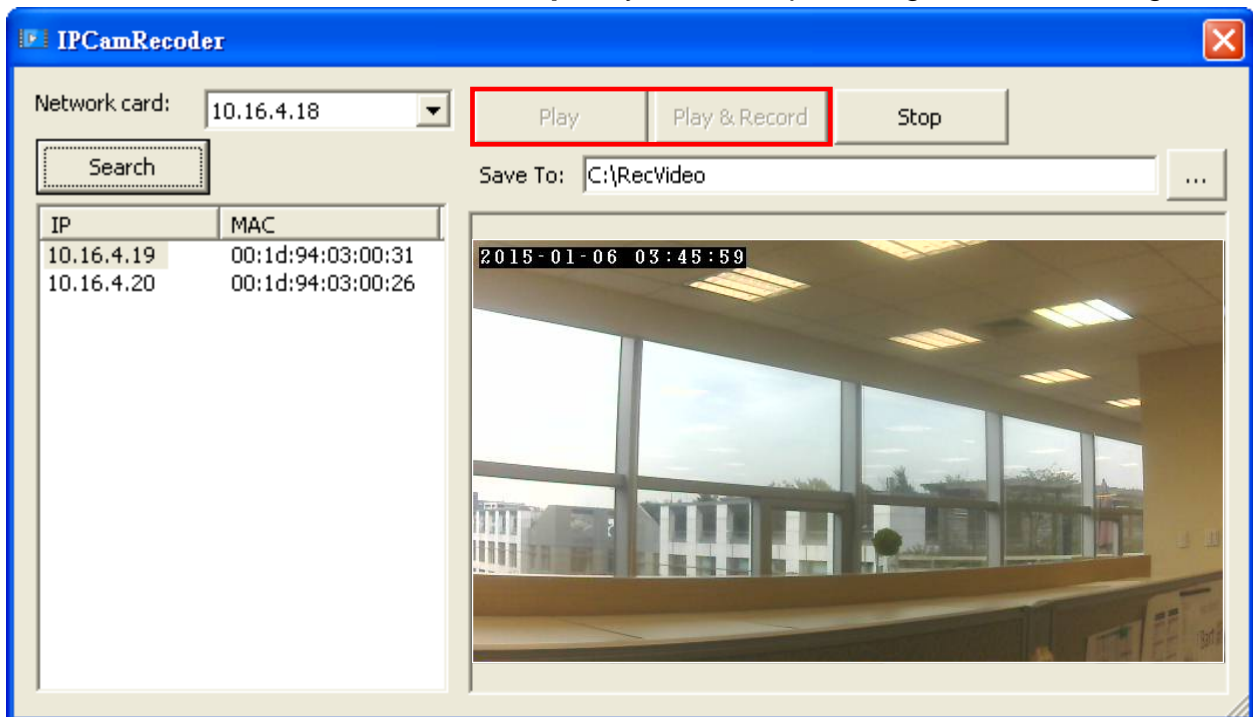 IPCamRecoder
Network card: 10.16.4.18
Play Play & Record Stop
Search
Save To: C:\RecVideo ...
IP MAC
10.16.4.19 00:1d:94:03:00:31
10.16.4.20 00:1d:94:03:00:26
2015-01-06 03:45:59